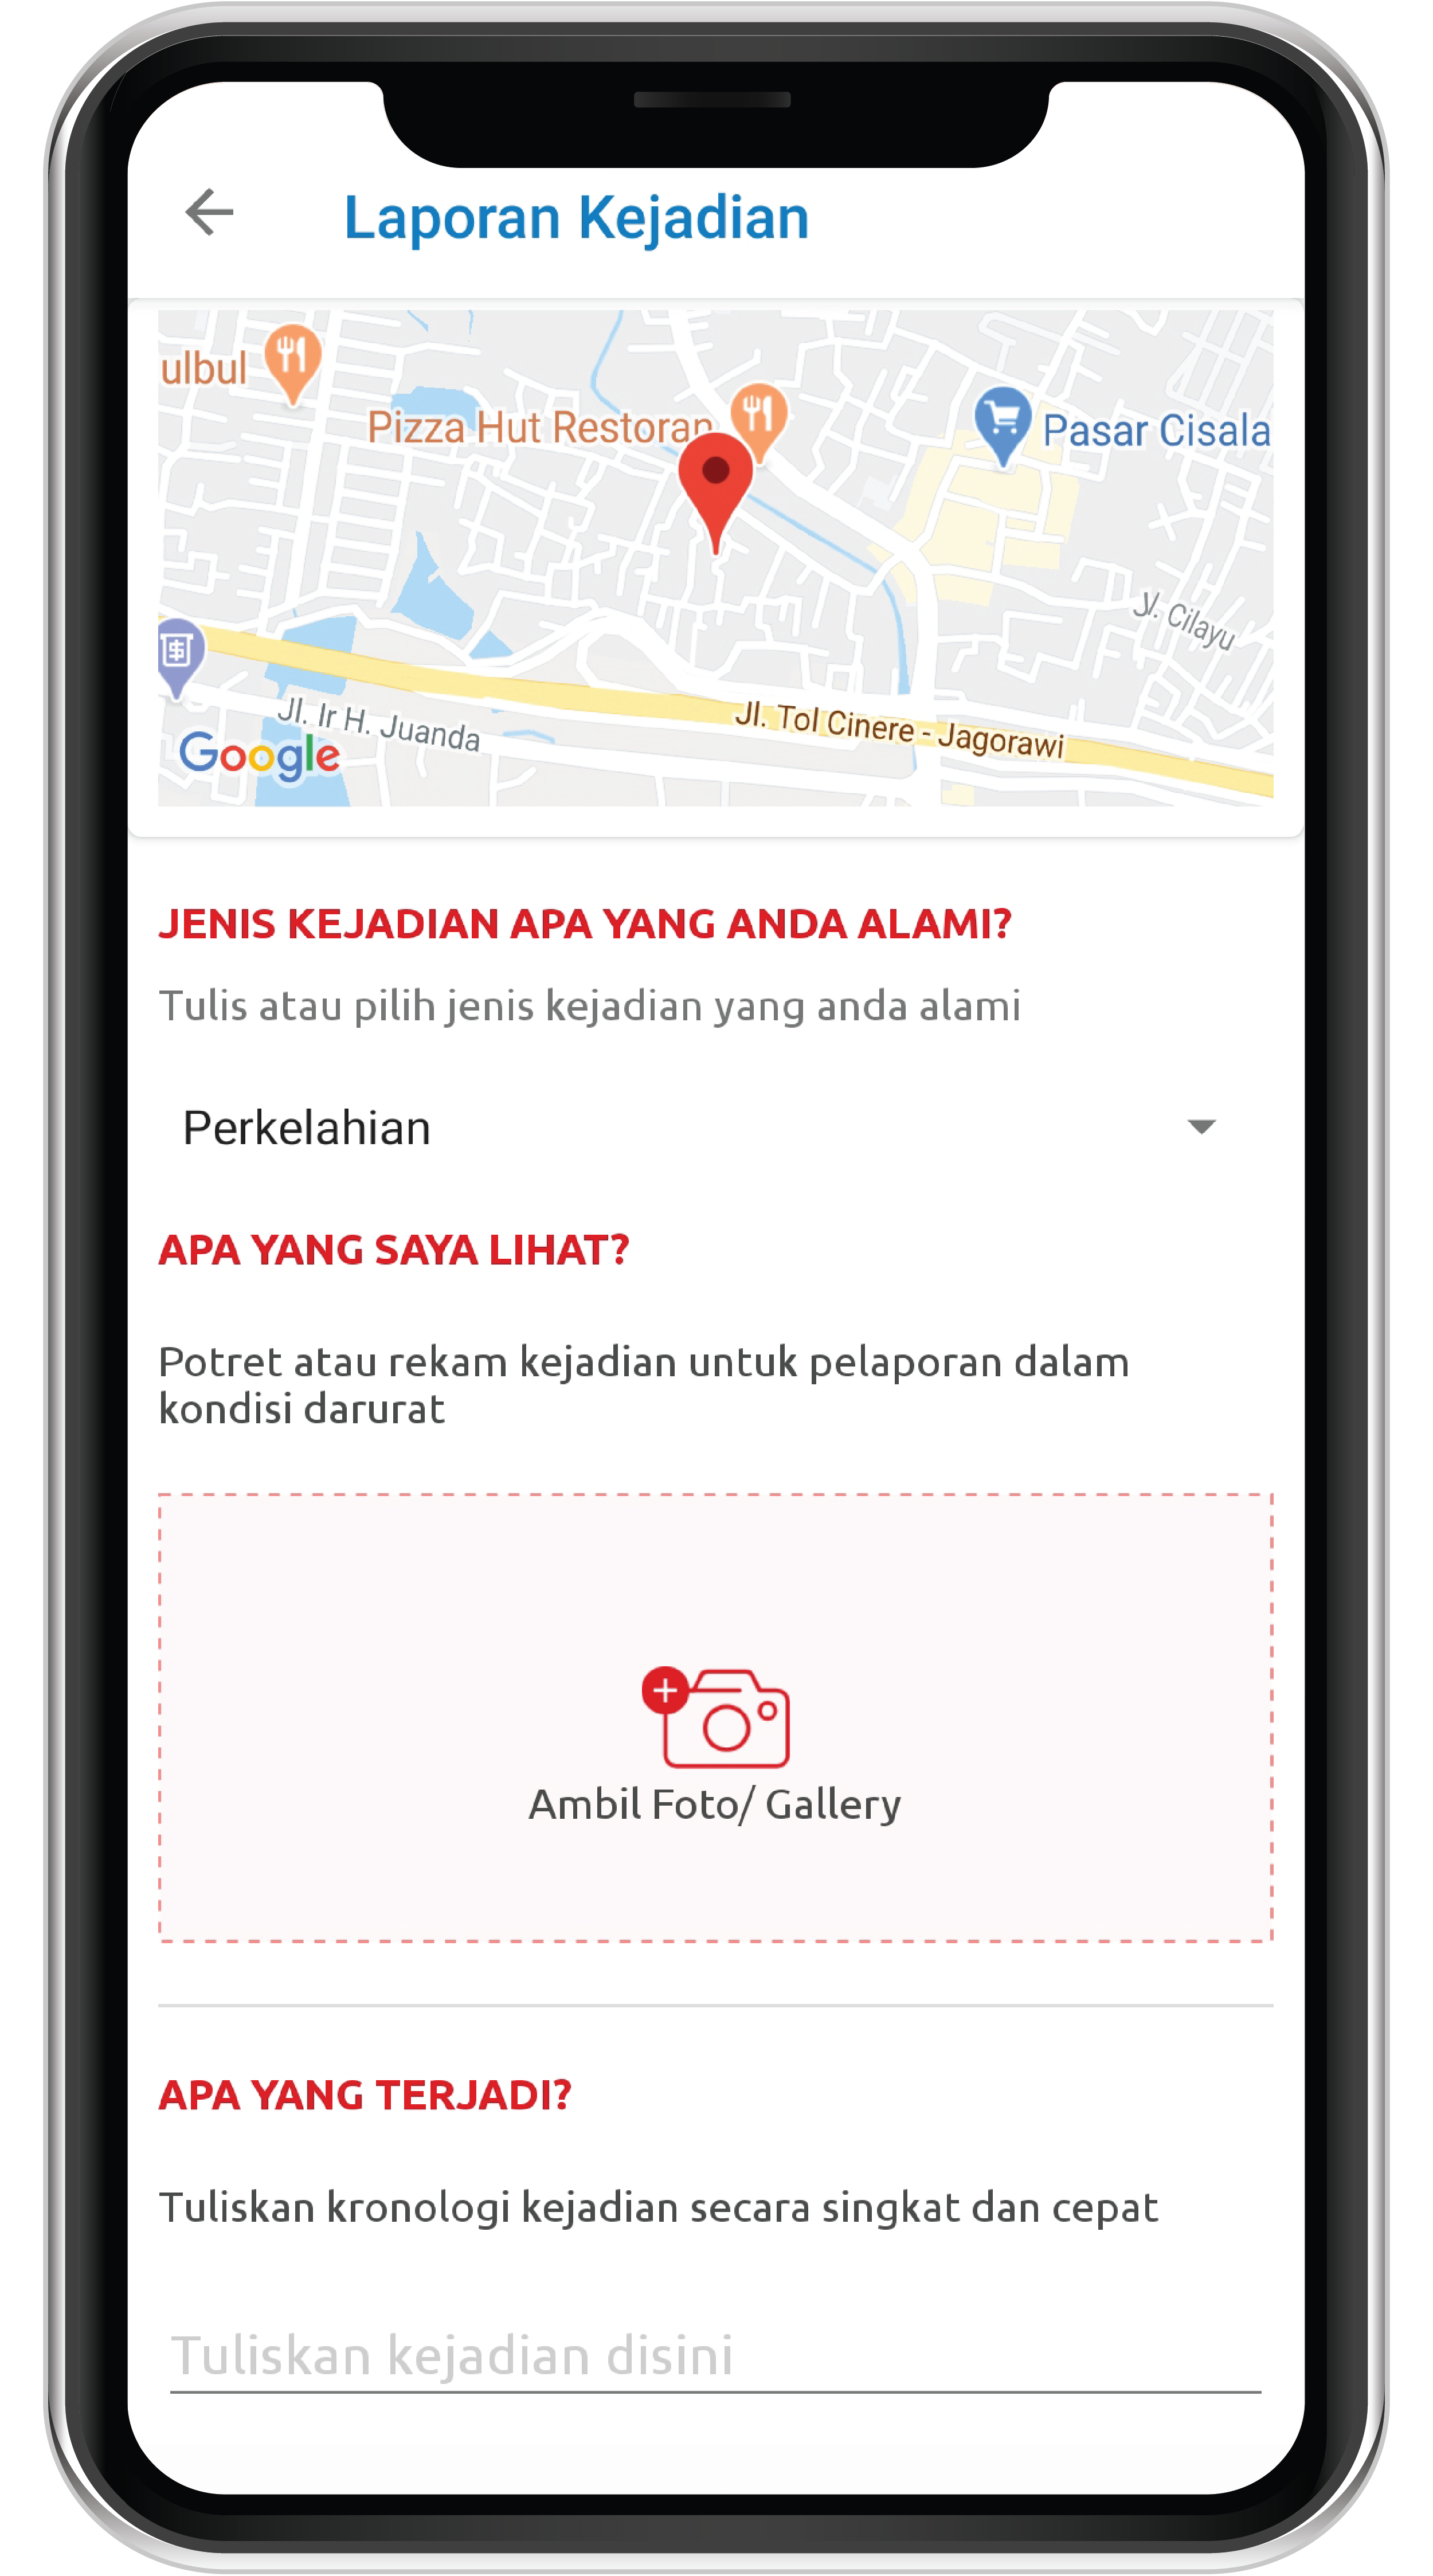 Laporan Kejadian
ulbul
Pizza Hut Restoran
Pasar Cisala
Jl. Cilayu
Jl. Ir H. Juanda
Jl. Tol Cinere - Jagorawi
Google
JENIS KEJADIAN APA YANG ANDA ALAMI?
Tulis atau pilih jenis kejadian yang anda alami
Perkelahian
APA YANG SAYA LIHAT?
Potret atau rekam kejadian untuk pelaporan dalam
kondisi darurat
Ambil Foto/ Gallery
APA YANG TERJADI?
Tuliskan kronologi kejadian secara singkat dan cepat
Tuliskan kejadian disini